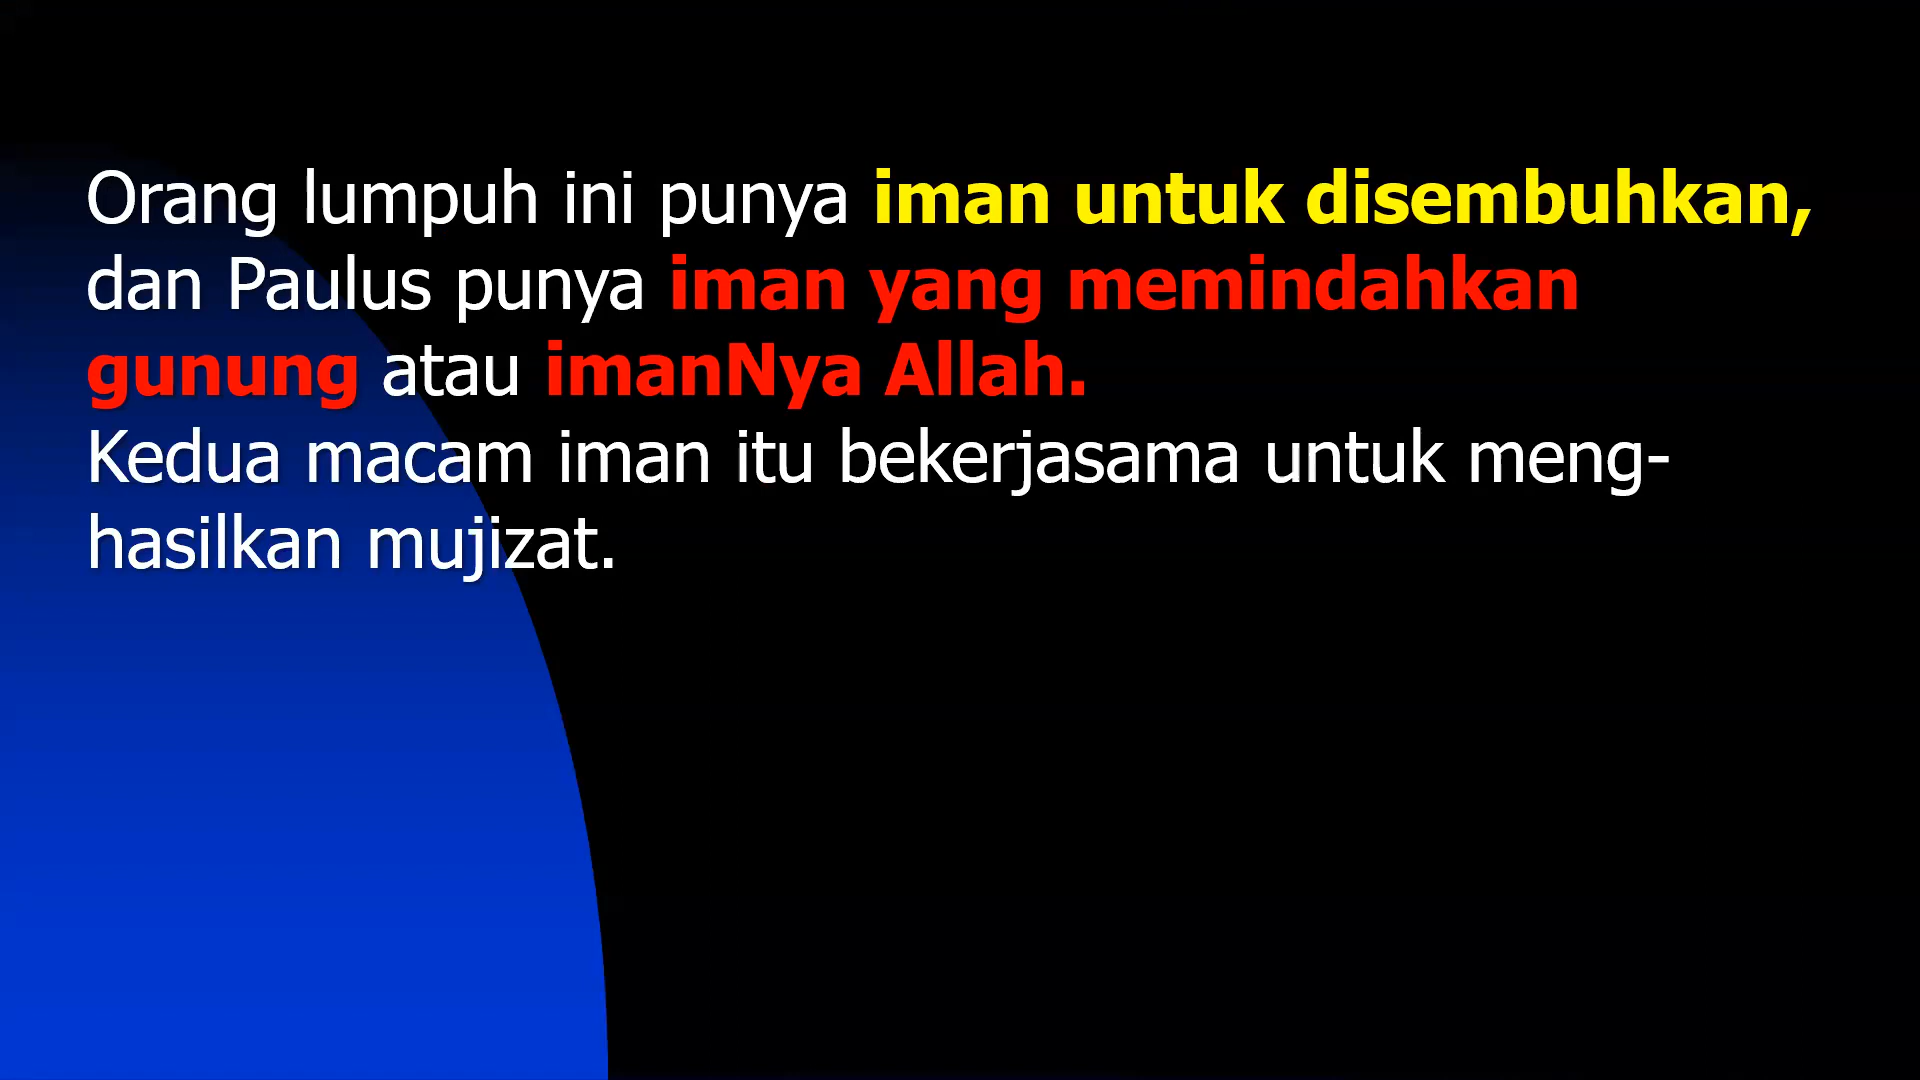 Orang lumpuh ini punya iman untuk disembuhkan,
dan Paulus punya iman yang memindahkan
gunung atau imanNya Allah.
Kedua macam iman itu bekerjasama untuk meng-
hasilkan mujizat.